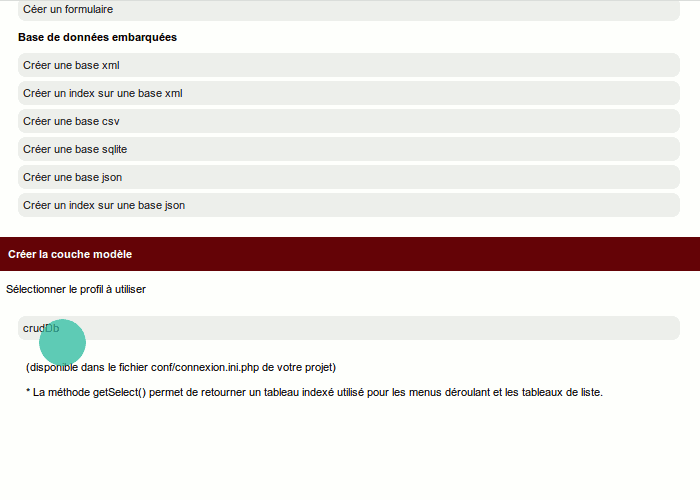 Céer un formulaire
Base de données embarquées
Créer une base xml
Créer un index sur une base xml
Créer une base csv
Créer une base sqlite
Créer une base json
Créer un index sur une base json
Créer la couche modèle
Sélectionner le profil à utiliser
crudDb
(disponible dans le fichier conf/connexion.ini.php de votre projet)
* La méthode getSelect() permet de retourner un tableau indexé utilisé pour les menus déroulant et les tableaux de liste.